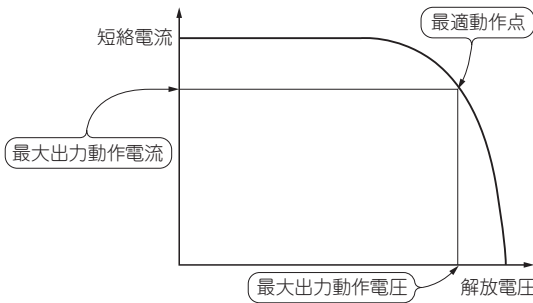 短絡電流
最適動作点
最大出力動作電流
最大出力動作電圧
解放電圧